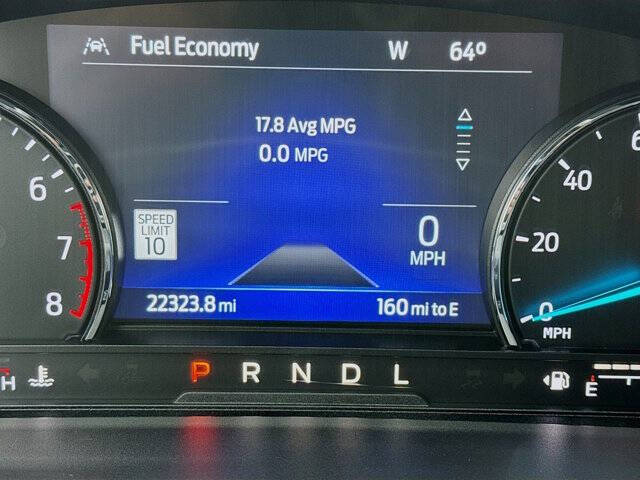 Fuel Economy W 64º
17.8 Avg MPG
0.0 MPG
6
7
8
SPEED
LIMIT
10
0
MPH
40
20
0
MPH
22323.8 mi 160 mi to E
H P R N D L E